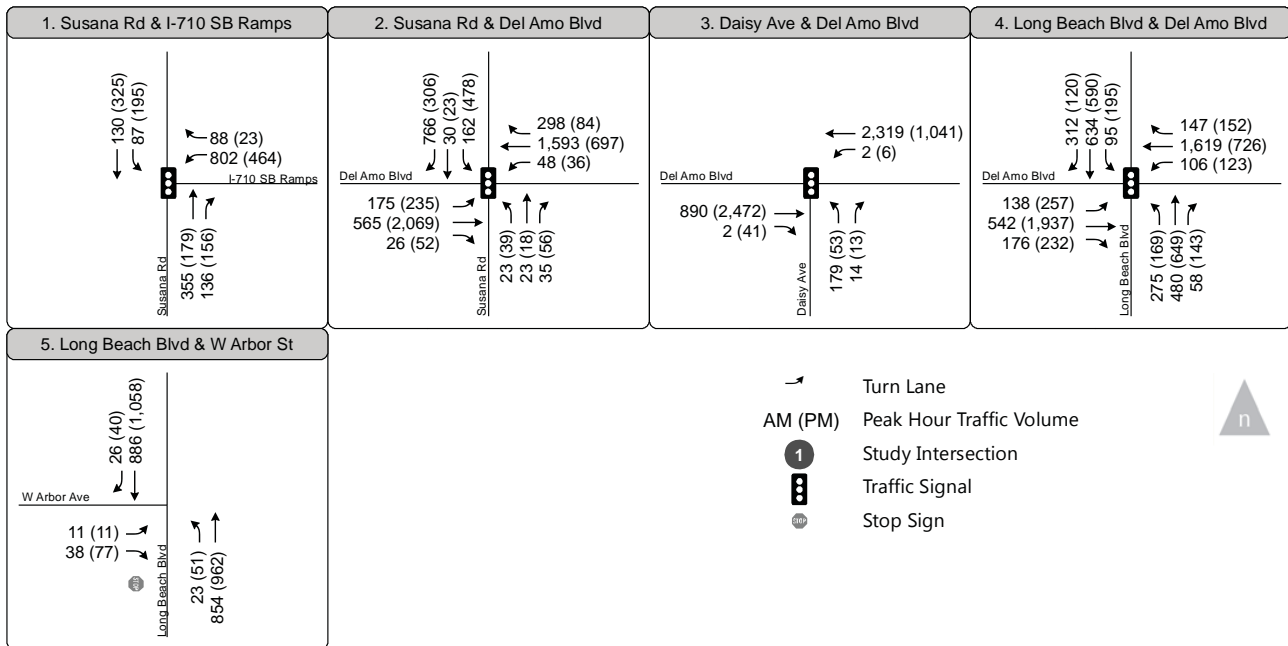 1. Susana Rd & I-710 SB Ramps
130 (325)
87 (195)
88 (23)
802 (464)
I-710 SB Ramps
355 (179)
136 (156)
Susana Rd
2. Susana Rd & Del Amo Blvd
766 (306)
30 (23)
162 (478)
298 (84)
1,593 (697)
48 (36)
Del Amo Blvd
175 (235)
565 (2,069)
26 (52)
23 (39)
23 (18)
35 (56)
Susana Rd
3. Daisy Ave & Del Amo Blvd
2,319 (1,041)
2 (6)
Del Amo Blvd
890 (2,472)
2 (41)
179 (53)
14 (13)
Daisy Ave
4. Long Beach Blvd & Del Amo Blvd
312 (120)
634 (590)
95 (195)
147 (152)
1,619 (726)
106 (123)
Del Amo Blvd
138 (257)
542 (1,937)
176 (232)
275 (169)
480 (649)
58 (143)
Long Beach Blvd
5. Long Beach Blvd & W Arbor St
26 (40)
886 (1,058)
W Arbor Ave
11 (11)
38 (77)
STOP
23 (51)
854 (962)
Long Beach Blvd
Turn Lane
AM (PM) Peak Hour Traffic Volume
1 Study Intersection
Traffic Signal
STOP Stop Sign
n